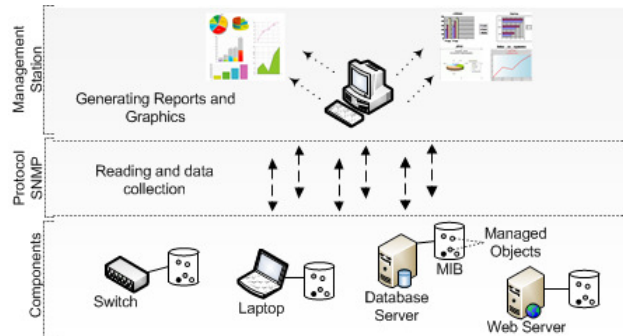 Management
Station
Generating Reports and
Graphics
Protocol
SNMP
Reading and data
collection
Components
Switch
Laptop
Database
Server
MIB
Managed
Objects
Web Server